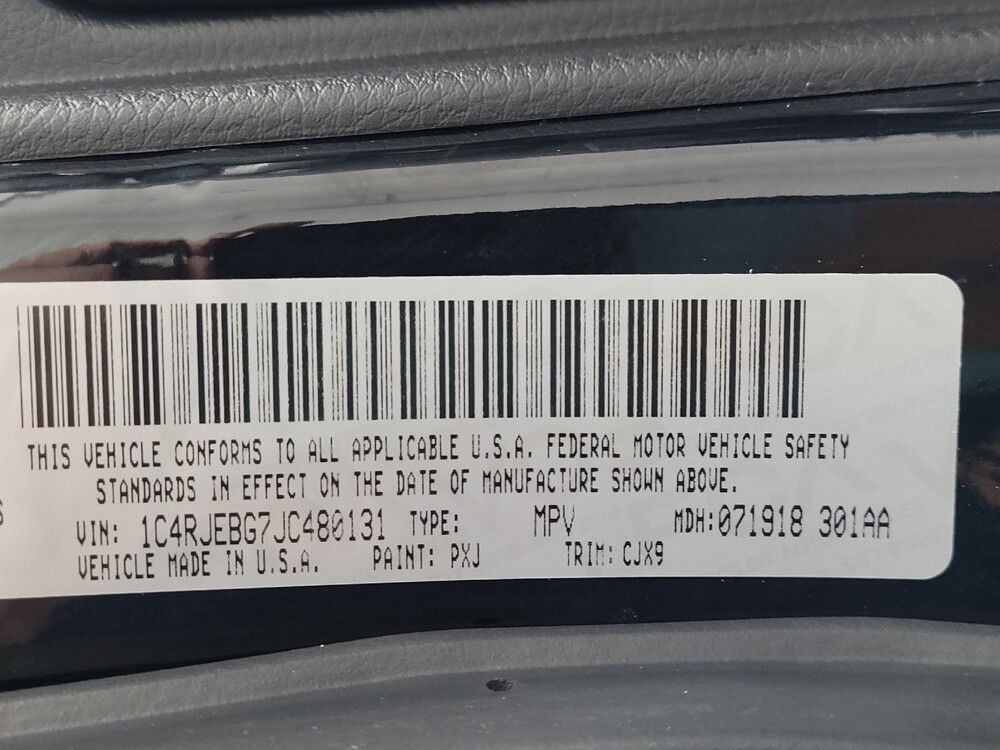 THIS VEHICLE CONFORMS TO ALL APPLICABLE U.S.A. FEDERAL MOTOR VEHICLE SAFETY
STANDARDS IN EFFECT ON THE DATE OF MANUFACTURE SHOWN ABOVE.
VIN: 1C4RJEBG7JC480131 TYPE: MPV MDH:071918 301AA
VEHICLE MADE IN U.S.A. PAINT: PXJ TRIM: CJX9